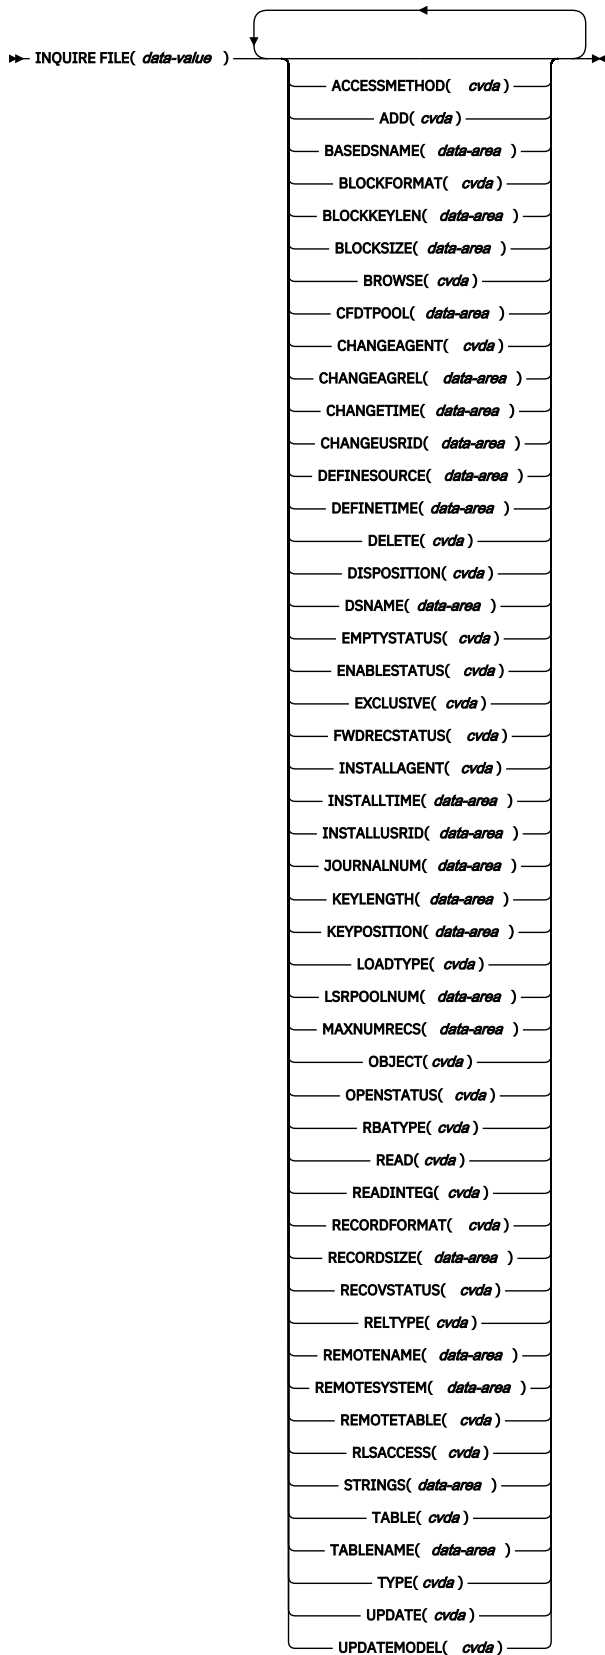 INQUIRE FILE( data-value )
ACCESSMETHOD( cvda )
ADD( cvda )
BASEDSNAME( data-area )
BLOCKFORMAT( cvda )
BLOCKKEYLEN( data-area )
BLOCKSIZE( data-area )
BROWSE( cvda )
CFDTPOOL( data-area )
CHANGEAGENT( cvda )
CHANGEAGREL( data-area )
CHANGETIME( data-area )
CHANGEUSRID( data-area )
DEFINESOURCE( data-area )
DEFINETIME( data-area )
DELETE( cvda )
DISPOSITION( cvda )
DSNAME( data-area )
EMPTYSTATUS( cvda )
ENABLESTATUS( cvda )
EXCLUSIVE( cvda )
FWDRECSTATUS( cvda )
INSTALLAGENT( cvda )
INSTALLTIME( data-area )
INSTALLUSRID( data-area )
JOURNALNUM( data-area )
KEYLENGTH( data-area )
KEYPOSITION( data-area )
LOADTYPE( cvda )
LSRPOOLNUM( data-area )
MAXNUMRECS( data-area )
OBJECT( cvda )
OPENSTATUS( cvda )
RBATYPE( cvda )
READ( cvda )
READINTEG( cvda )
RECORDFORMAT( cvda )
RECORDSIZE( data-area )
RECOVSTATUS( cvda )
RELTYPE( cvda )
REMOTENAME( data-area )
REMOTESYSTEM( data-area )
REMOTETABLE( cvda )
RLSACCESS( cvda )
STRINGS( data-area )
TABLE( cvda )
TABLENAME( data-area )
TYPE( cvda )
UPDATE( cvda )
UPDATEMODEL( cvda )